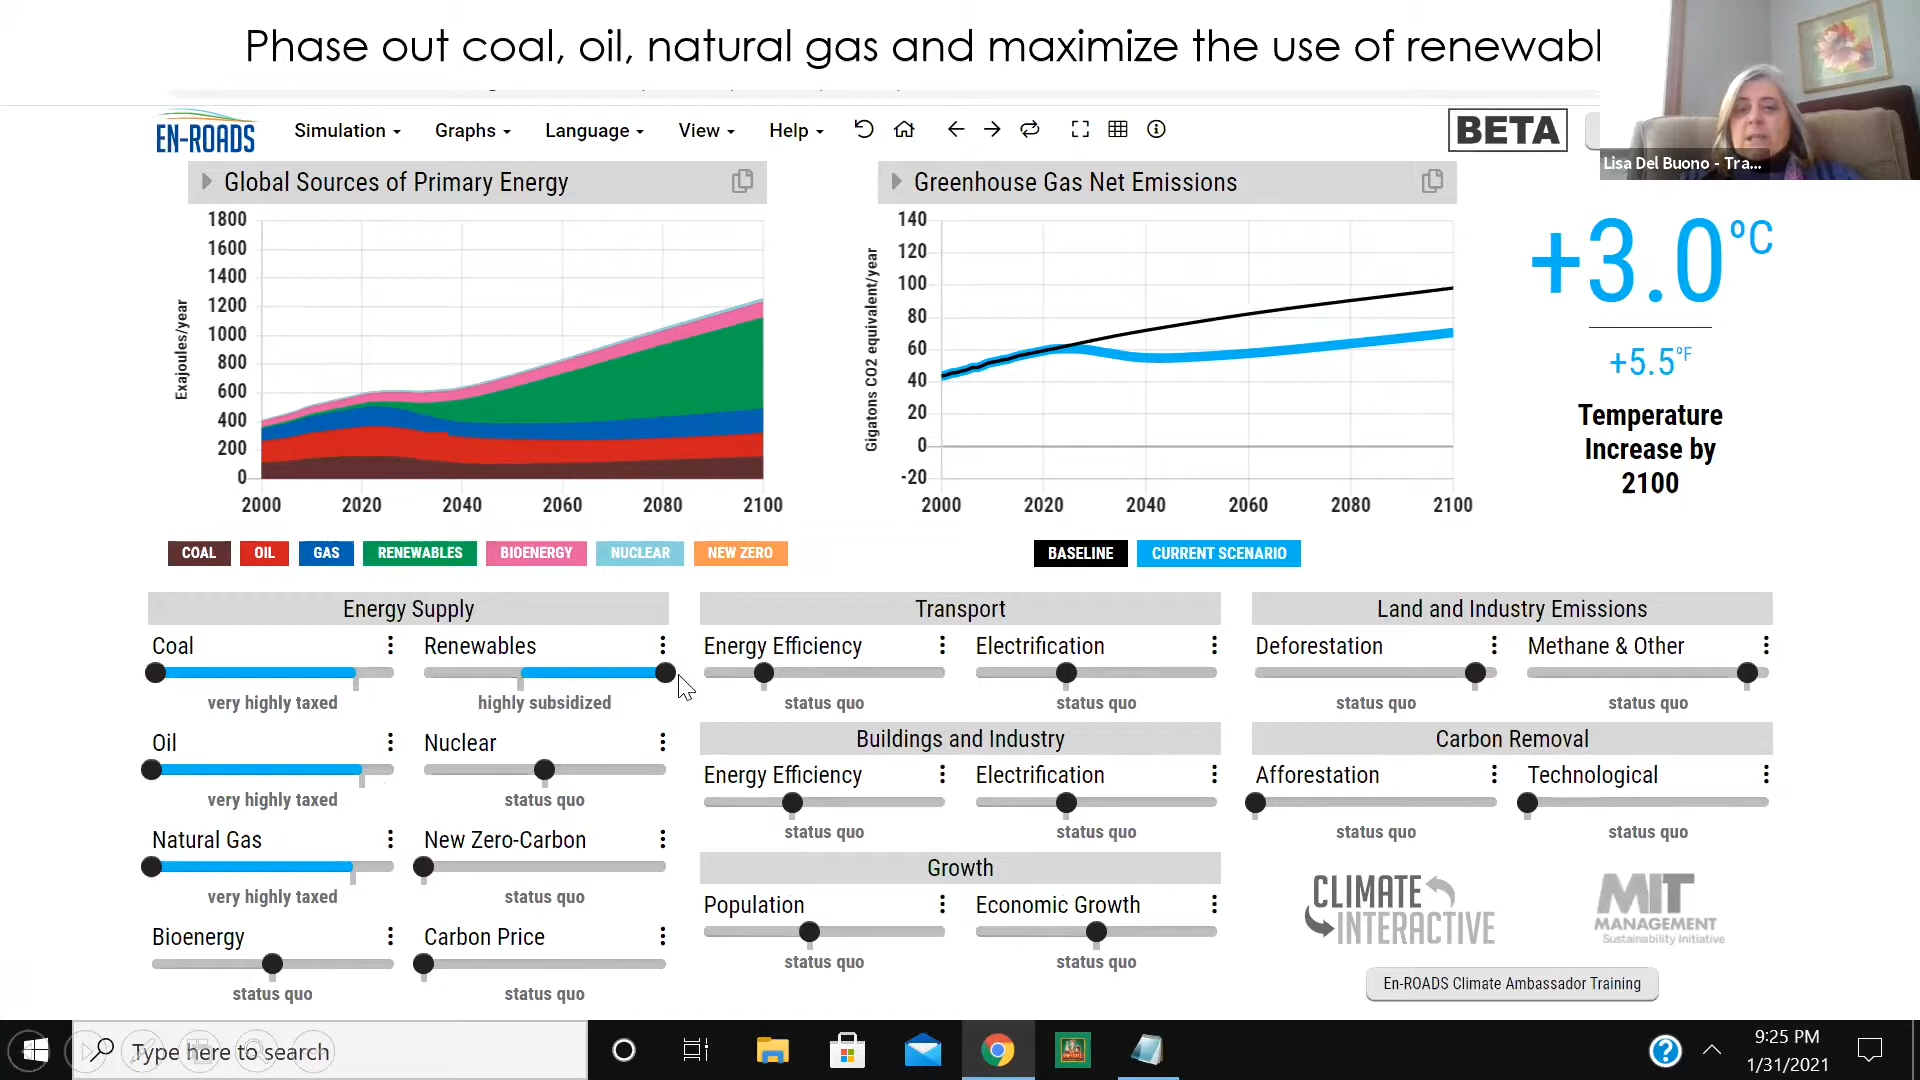 Phase out coal, oil, natural gas and maximize the use of renewabl
EN-ROADS
Simulation
Graphs
Language
View
Help
BETA
Lisa Del Buono - Tra...
Global Sources of Primary Energy
Exajoules/year
1800
1600
1400
1200
1000
800
600
400
200
0
2000 2020 2040 2060 2080 2100
COAL OIL GAS RENEWABLES BIOENERGY NUCLEAR NEW ZERO
Greenhouse Gas Net Emissions
Gigatons CO2 equivalent/year
140
120
100
80
60
40
20
0
-20
2000 2020 2040 2060 2080 2100
BASELINE CURRENT SCENARIO
+3.0°C
+5.5°F
Temperature
Increase by
2100
Energy Supply
Coal
very highly taxed
Renewables
highly subsidized
Oil
very highly taxed
Nuclear
status quo
Natural Gas
very highly taxed
New Zero-Carbon
status quo
Bioenergy
status quo
Carbon Price
status quo
Transport
Energy Efficiency
status quo
Electrification
status quo
Buildings and Industry
Energy Efficiency
status quo
Electrification
status quo
Growth
Population
status quo
Economic Growth
status quo
Land and Industry Emissions
Deforestation
status quo
Methane & Other
status quo
Carbon Removal
Afforestation
status quo
Technological
status quo
CLIMATE
INTERACTIVE
MIT
MANAGEMENT
Sustainability Initiative
En-ROADS Climate Ambassador Training
Type here to search
9:25 PM
1/31/2021